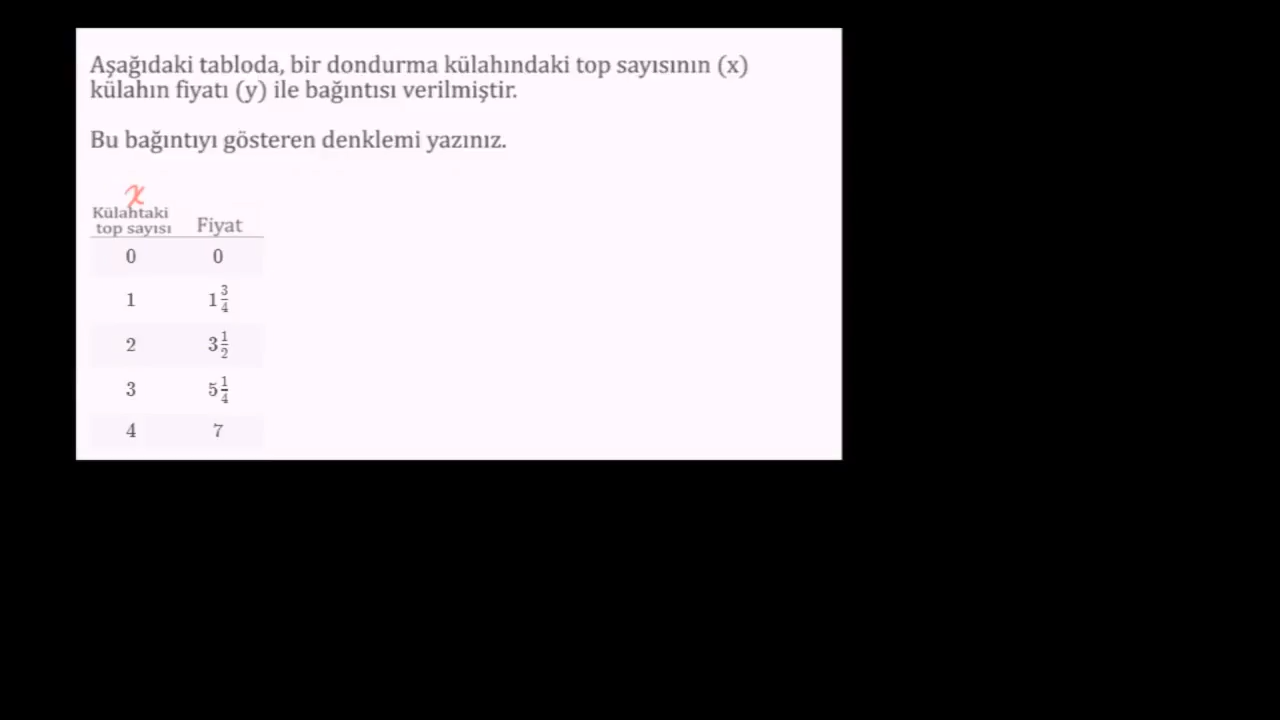 Aşağıdaki tabloda, bir dondurma külahındaki top sayısının (x)
külahın fiyatı (y) ile bağıntısı verilmiştir.
Bu bağıntıyı gösteren denklemi yazınız.
x
Külahtaki
top sayısı Fiyat
0 0
1 1 3/4
2 3 1/2
3 5 1/4
4 7